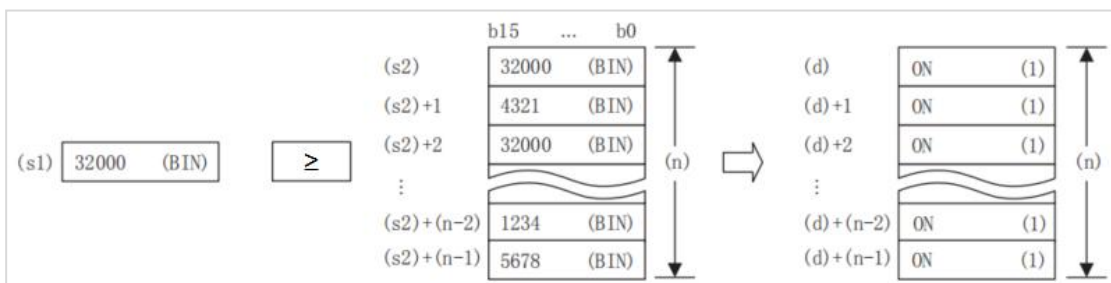 b15 ... b0
(s2) 32000 (BIN) (d) ON (1)
(s2)+1 4321 (BIN) (d)+1 ON (1)
(s2)+2 32000 (BIN) (d)+2 ON (1)
(s1) 32000 (BIN) ≥ (n) (n)
⋮ ⋮
(s2)+(n-2) 1234 (BIN) (d)+(n-2) ON (1)
(s2)+(n-1) 5678 (BIN) (d)+(n-1) ON (1)